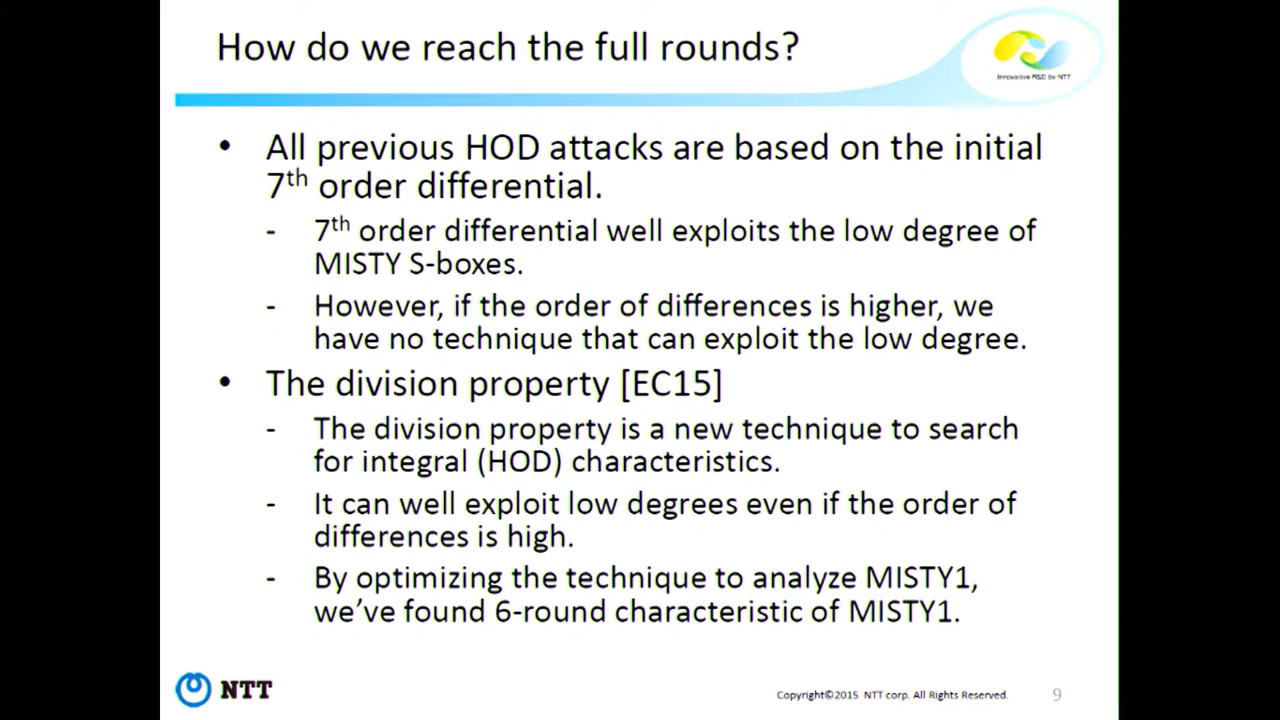 How do we reach the full rounds?
Innovative R&D by NTT
• All previous HOD attacks are based on the initial
7th order differential.
- 7th order differential well exploits the low degree of
MISTY S-boxes.
- However, if the order of differences is higher, we
have no technique that can exploit the low degree.
• The division property [EC15]
- The division property is a new technique to search
for integral (HOD) characteristics.
- It can well exploit low degrees even if the order of
differences is high.
- By optimizing the technique to analyze MISTY1,
we've found 6-round characteristic of MISTY1.
NTT
Copyright©2015 NTT corp. All Rights Reserved.
9